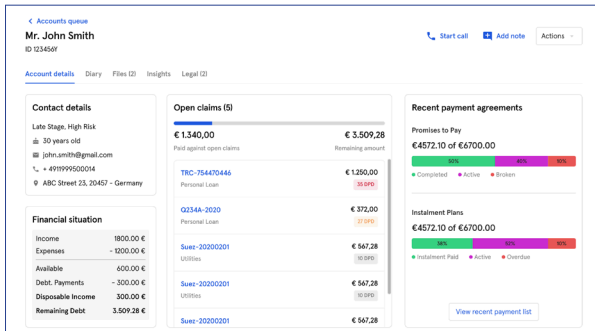 Accounts queue
Mr. John Smith
ID 123456Y
Start call
Add note
Actions
Account details
Diary
Files (2)
Insights
Legal (2)
Contact details
Late Stage, High Risk
30 years old
john.smith@gmail.com
+ 4911999500014
ABC Street 23, 20457 - Germany
Financial situation
Income 1800.00 €
Expenses - 1200.00 €
Available 600.00 €
Debt. Payments - 300.00 €
Disposable Income 300.00 €
Remaining Debt 3.509.28 €
Open claims (5)
€ 1.340,00 € 3.509,28
Paid against open claims Remaining amount
TRC-754470446 € 1.250,00
Personal Loan 35 DPD
Q234A-2020 € 372,00
Personal Loan 27 DPD
Suez-20200201 € 567,28
Utilities 10 DPD
Suez-20200201 € 567,28
Utilities 10 DPD
Suez-20200201 € 567,28
Recent payment agreements
Promises to Pay
€4572.10 of €6700.00
50% 40% 10%
Completed Active Broken
Instalment Plans
€4572.10 of €6700.00
38% 52% 10%
Instalment Paid Active Overdue
View recent payment list